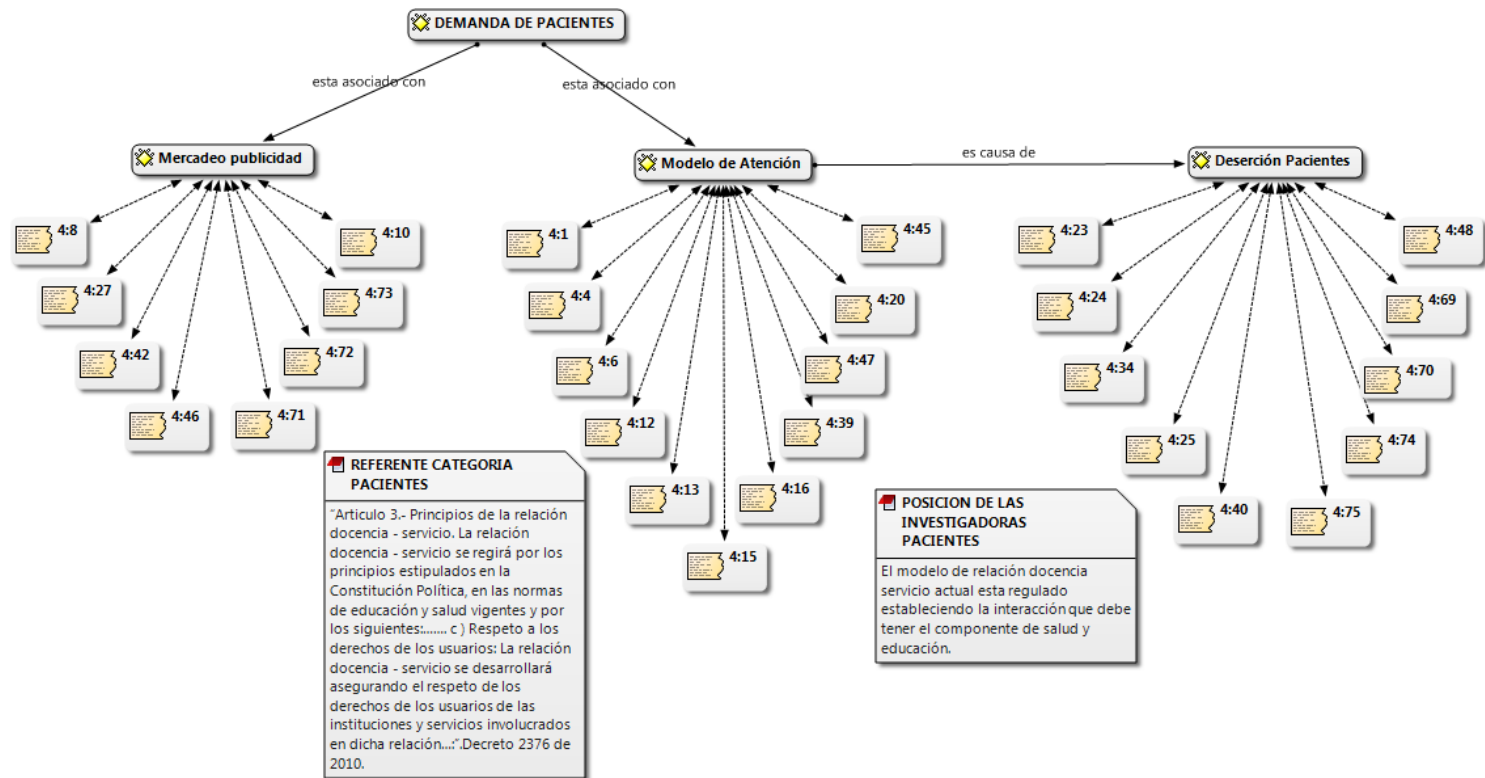 DEMANDA DE PACIENTES
esta asociado con
esta asociado con
Mercadeo publicidad
Modelo de Atención
es causa de
Deserción Pacientes
4:8
4:27
4:42
4:46
4:71
4:72
4:73
4:10
4:1
4:4
4:6
4:12
4:13
4:15
4:16
4:39
4:47
4:20
4:45
4:23
4:24
4:34
4:25
4:40
4:75
4:74
4:70
4:69
4:48
REFERENTE CATEGORIA
PACIENTES
"Articulo 3.- Principios de la relación
docencia - servicio. La relación
docencia - servicio se regirá por los
principios estipulados en la
Constitución Política, en las normas
de educación y salud vigentes y por
los siguientes:....... c ) Respeto a los
derechos de los usuarios: La relación
docencia - servicio se desarrollará
asegurando el respeto de los
derechos de los usuarios de las
instituciones y servicios involucrados
en dicha relación...:".Decreto 2376 de
2010.
POSICION DE LAS
INVESTIGADORAS
PACIENTES
El modelo de relación docencia
servicio actual esta regulado
estableciendo la interacción que debe
tener el componente de salud y
educación.